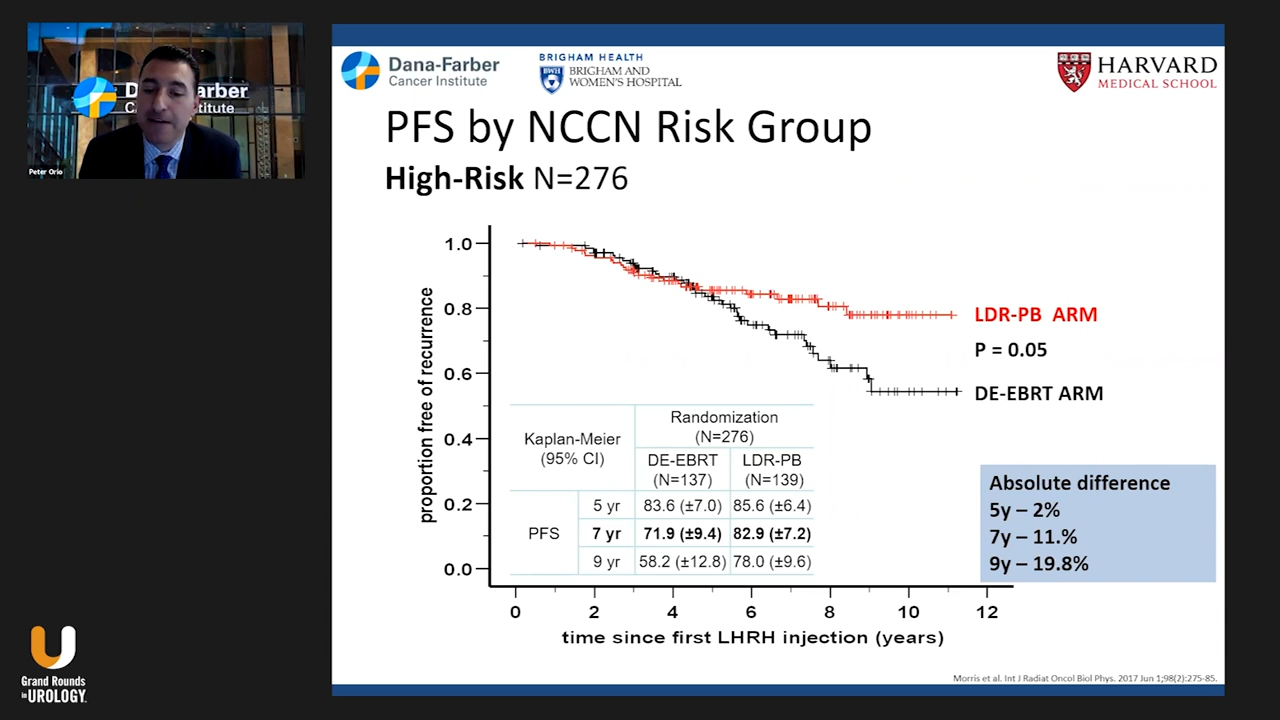 Dana-Farber
Cancer Institute
Peter Orio
Dana-Farber
Cancer Institute
BRIGHAM HEALTH
BWH
BRIGHAM AND
WOMEN'S HOSPITAL
HARVARD
MEDICAL SCHOOL
PFS by NCCN Risk Group
High-Risk N=276
proportion free of recurrence
1.0
0.8
0.6
0.4
0.2
0.0
LDR-PB ARM
P = 0.05
DE-EBRT ARM
Kaplan-Meier
(95% CI)
Randomization
(N=276)
DE-EBRT
(N=137)
LDR-PB
(N=139)
PFS
5 yr 83.6 (±7.0) 85.6 (±6.4)
7 yr 71.9 (±9.4) 82.9 (±7.2)
9 yr 58.2 (±12.8) 78.0 (±9.6)
Absolute difference
5y – 2%
7y – 11.%
9y – 19.8%
0 2 4 6 8 10 12
time since first LHRH injection (years)
Morris et al. Int J Radiat Oncol Biol Phys. 2017 Jun 1;98(2):275-85.
Grand Rounds
in UROLOGY